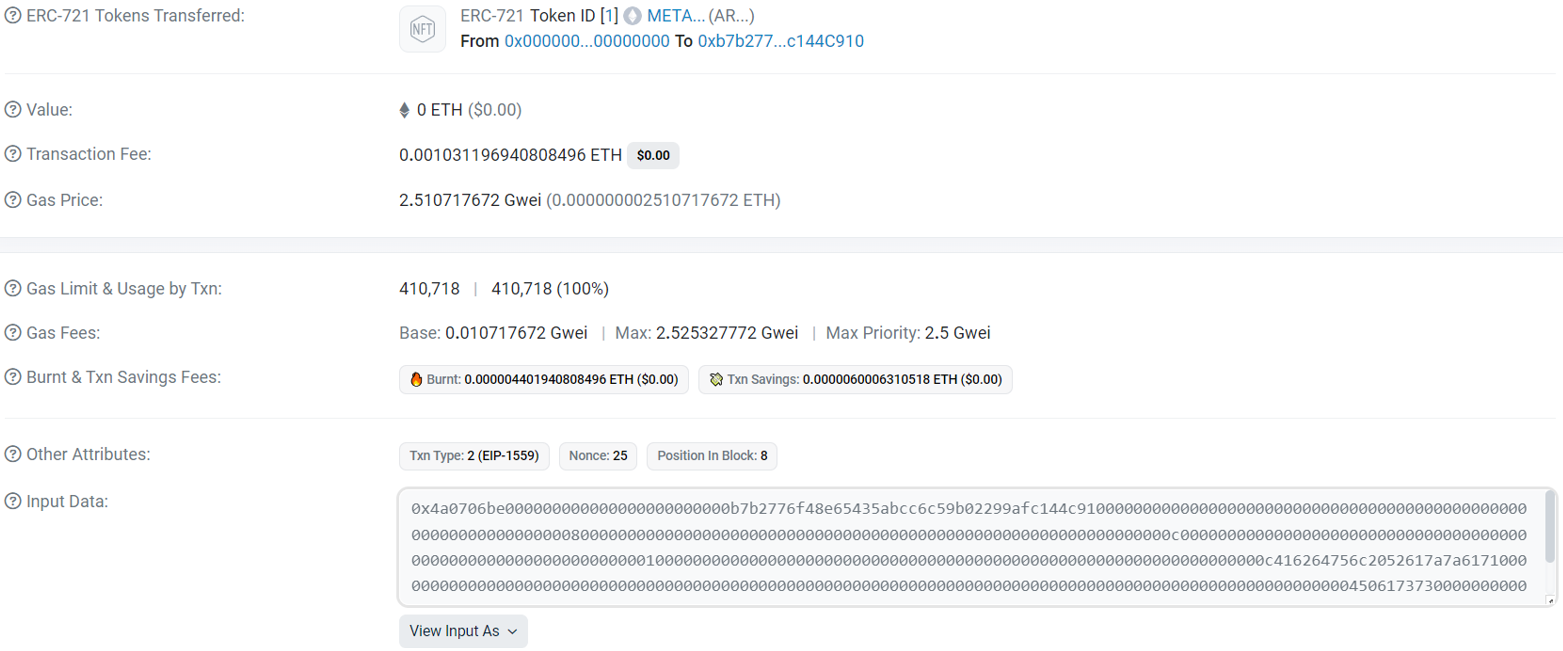 ERC-721 Tokens Transferred:
NFT
ERC-721 Token ID [1] META... (AR...)
From 0x000000...00000000 To 0xb7b277...c144C910
Value:
0 ETH ($0.00)
Transaction Fee:
0.001031196940808496 ETH $0.00
Gas Price:
2.510717672 Gwei (0.000000002510717672 ETH)
Gas Limit & Usage by Txn:
410,718 | 410,718 (100%)
Gas Fees:
Base: 0.010717672 Gwei | Max: 2.525327772 Gwei | Max Priority: 2.5 Gwei
Burnt & Txn Savings Fees:
Burnt: 0.000004401940808496 ETH ($0.00) Txn Savings: 0.0000060006310518 ETH ($0.00)
Other Attributes:
Txn Type: 2 (EIP-1559) Nonce: 25 Position In Block: 8
Input Data:
0x4a0706be000000000000000000000000b7b2776f48e65435abcc6c59b02299afc144c910000000000000000000000000000000000000000000000
000000000000000008000000000000000000000000000000000000000000000000000000000000000c0000000000000000000000000000000000000
0000000000000000000000000100000000000000000000000000000000000000000000000000000000000000000c416264756c2052617a7a6171000
00000000000000000000000000000000000000000000000000000000000000000000000000000000000000000000000000004506173730000000000
View Input As